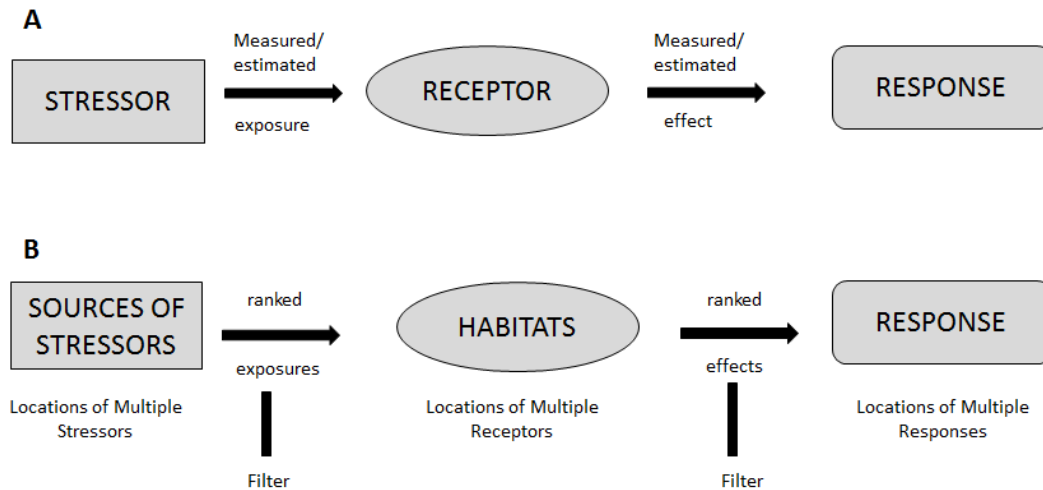 A
STRESSOR
Measured/
estimated
exposure
RECEPTOR
Measured/
estimated
effect
RESPONSE
B
SOURCES OF
STRESSORS
ranked
exposures
HABITATS
ranked
effects
RESPONSE
Locations of Multiple
Stressors
Filter
Locations of Multiple
Receptors
Filter
Locations of Multiple
Responses